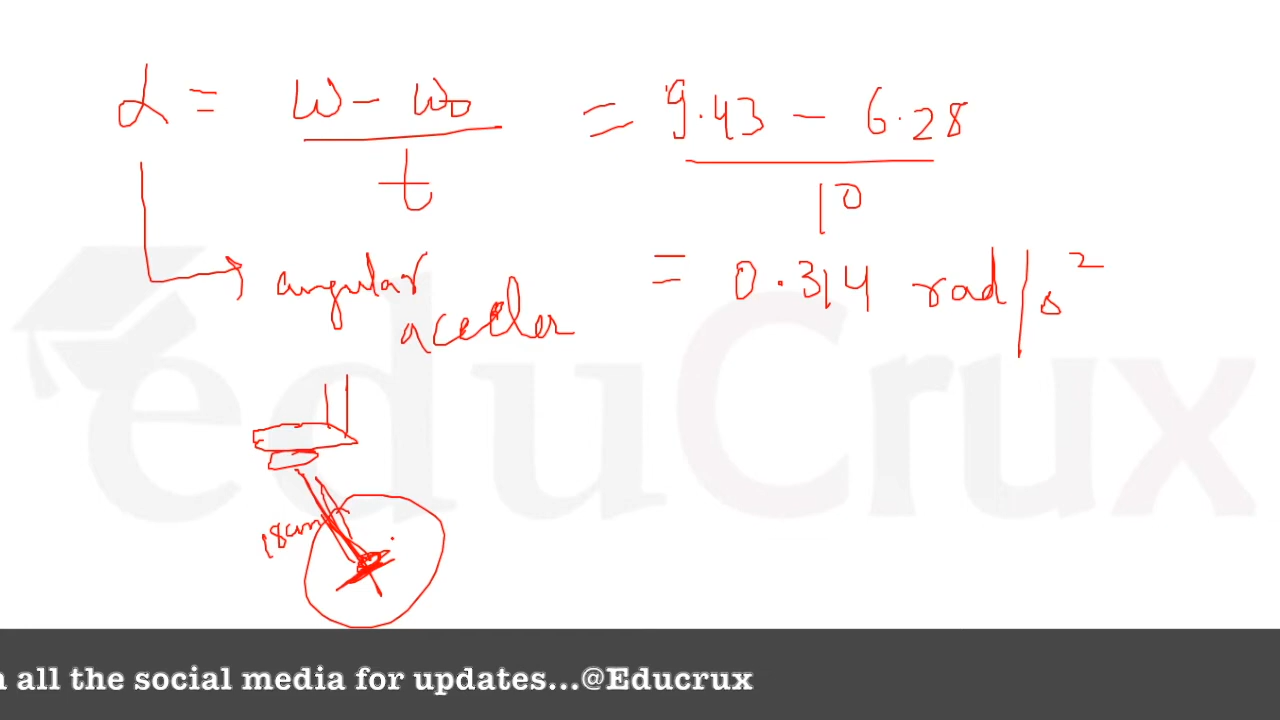 α = ω - ω₀ / t = 9.43 - 6.28 / 10
= 0.314 rad/s²
angular
acceler
18cm
eduCrux
n all the social media for updates...@Educrux